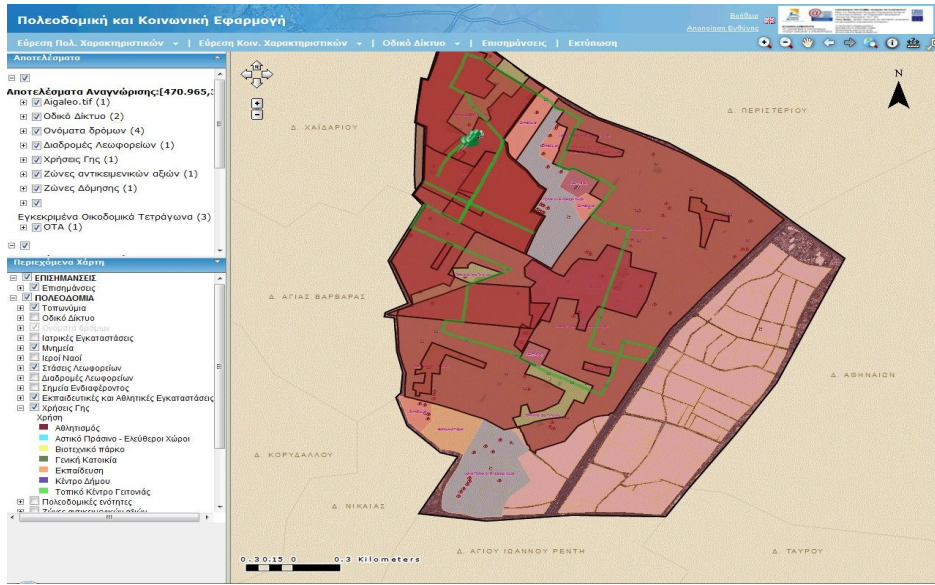 Πολεοδομική και Κοινωνική Εφαρμογή
Βοήθεια
Αποποίηση Ευθύνης
Εύρεση Πολ. Χαρακτηριστικών | Εύρεση Κοιν. Χαρακτηριστικών | Οδικό Δίκτυο | Επισημάνσεις | Εκτύπωση
Αποτελέσματα
Αποτελέσματα Αναγνώρισης:[470.965,
Aigaleo.tif (1)
Οδικό Δίκτυο (2)
Ονόματα δρόμων (4)
Διαδρομές Λεωφορείων (1)
Χρήσεις Γης (1)
Ζώνες αντικειμενικών αξιών (1)
Ζώνες Δόμησης (1)
Εγκεκριμένα Οικοδομικά Τετράγωνα (3)
ΟΤΑ (1)
Περιεχόμενα Χάρτη
ΕΠΙΣΗΜΑΝΣΕΙΣ
Επισημάνσεις
ΠΟΛΕΟΔΟΜΙΑ
Τοπωνύμια
Οδικό Δίκτυο
Ονόματα δρόμων
Ιατρικές Εγκαταστάσεις
Μνημεία
Ιεροί Ναοί
Στάσεις Λεωφορείων
Διαδρομές Λεωφορείων
Σημεία Ενδιαφέροντος
Εκπαιδευτικές και Αθλητικές Εγκαταστάσεις
Χρήσεις Γης
Χρήση
Αθλητισμός
Αστικό Πράσινο - Ελεύθεροι Χώροι
Βιοτεχνικό πάρκο
Γενική Κατοικία
Εκπαίδευση
Κέντρο Δήμου
Τοπικό Κέντρο Γειτονιάς
Πολεοδομικές ενότητες
Ζώνες αντικειμενικών αξιών
N
Δ. ΠΕΡΙΣΤΕΡΙΟΥ
Δ. ΧΑΪΔΑΡΙΟΥ
Δ. ΑΓΙΑΣ ΒΑΡΒΑΡΑΣ
Δ. ΑΘΗΝΑΙΩΝ
Δ. ΚΟΡΥΔΑΛΛΟΥ
Δ. ΝΙΚΑΙΑΣ
Δ. ΑΓΙΟΥ ΙΩΑΝΝΟΥ ΡΕΝΤΗ
Δ. ΤΑΥΡΟΥ
0.30.15 0 0.3 Kilometers